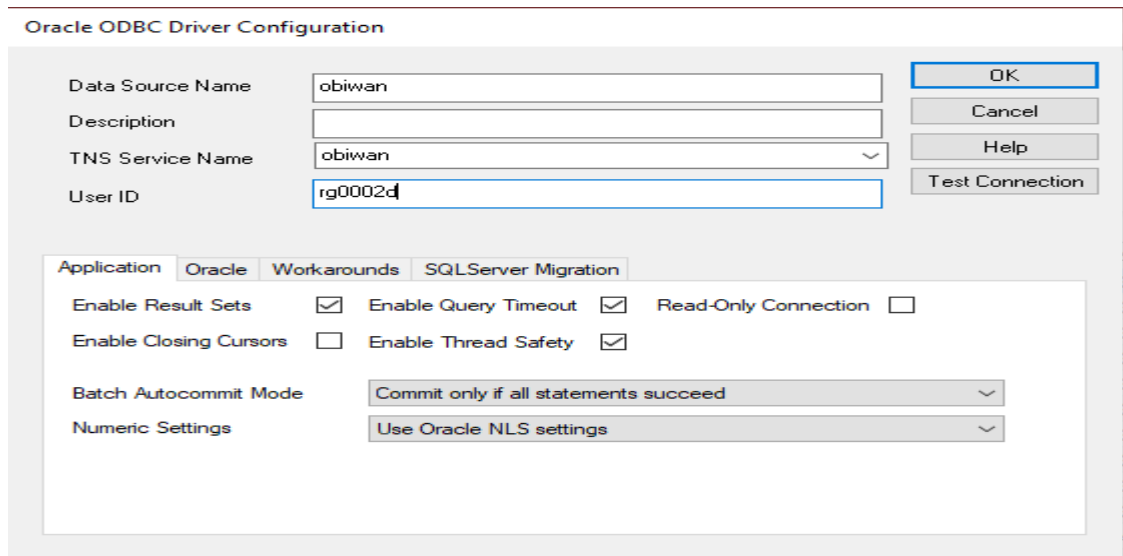 Oracle ODBC Driver Configuration
Data Source Name obiwan OK
Description Cancel
TNS Service Name obiwan Help
User ID rg0002d Test Connection
Application Oracle Workarounds SQLServer Migration
Enable Result Sets Enable Query Timeout Read-Only Connection
Enable Closing Cursors Enable Thread Safety
Batch Autocommit Mode Commit only if all statements succeed
Numeric Settings Use Oracle NLS settings